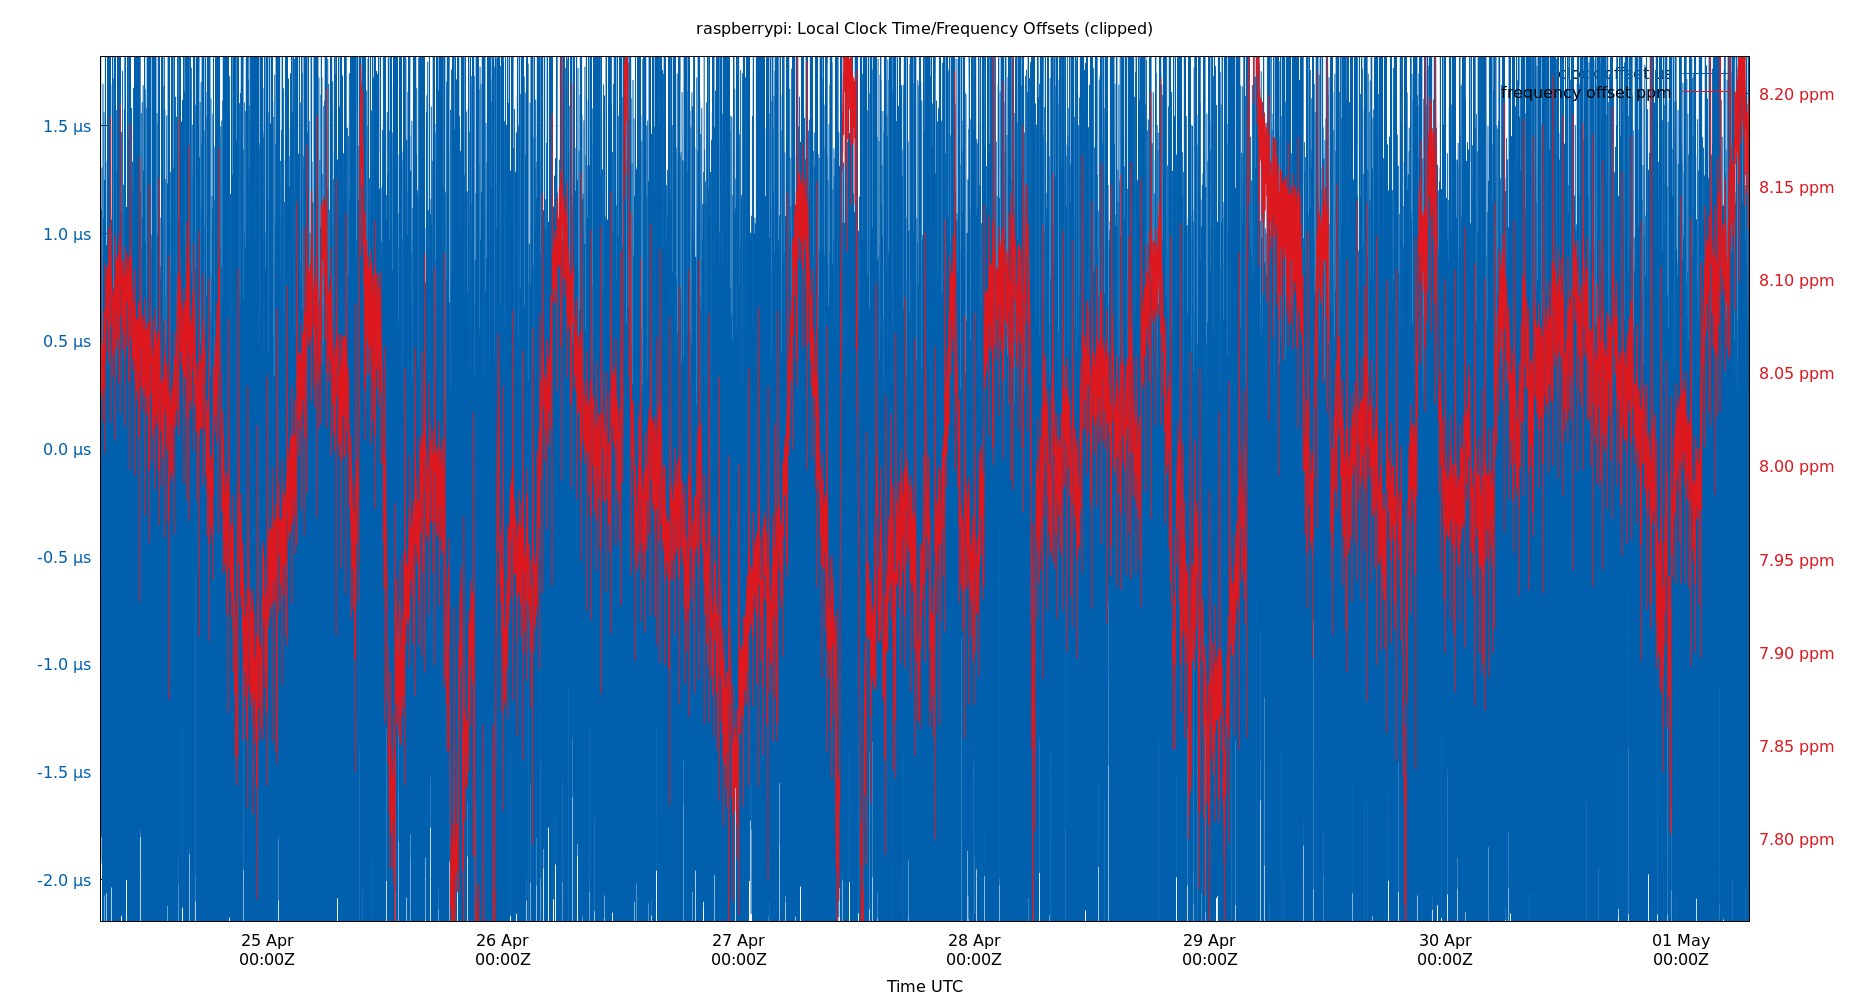 raspberrypi: Local Clock Time/Frequency Offsets (clipped)
clock offset µs
frequency offset ppm
1.5 µs
1.0 µs
0.5 µs
0.0 µs
-0.5 µs
-1.0 µs
-1.5 µs
-2.0 µs
8.20 ppm
8.15 ppm
8.10 ppm
8.05 ppm
8.00 ppm
7.95 ppm
7.90 ppm
7.85 ppm
7.80 ppm
25 Apr
00:00Z
26 Apr
00:00Z
27 Apr
00:00Z
28 Apr
00:00Z
29 Apr
00:00Z
30 Apr
00:00Z
01 May
00:00Z
Time UTC